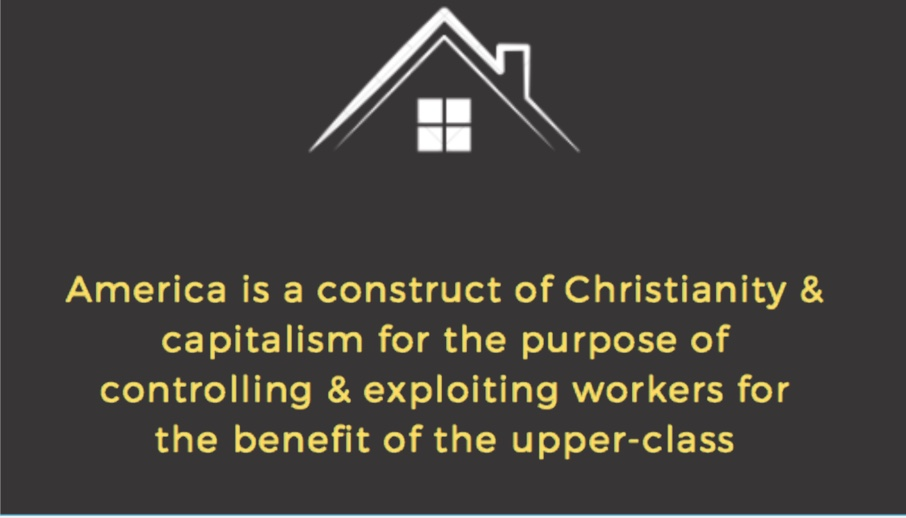 America is a construct of Christianity &
capitalism for the purpose of
controlling & exploiting workers for
the benefit of the upper-class